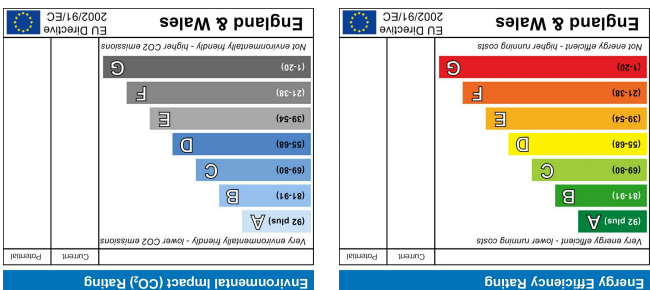 Energy Efficiency Rating
Current
Potential
Very energy efficient - lower running costs
(92 plus) A
(81-91) B
(69-80) C
(55-68) D
(39-54) E
(21-38) F
(1-20) G
Not energy efficient - higher running costs
England & Wales
EU Directive
2002/91/EC
Environmental Impact (CO₂) Rating
Current
Potential
Very environmentally friendly - lower CO2 emissions
(92 plus) A
(81-91) B
(69-80) C
(55-68) D
(39-54) E
(21-38) F
(1-20) G
Not environmentally friendly - higher CO2 emissions
England & Wales
EU Directive
2002/91/EC